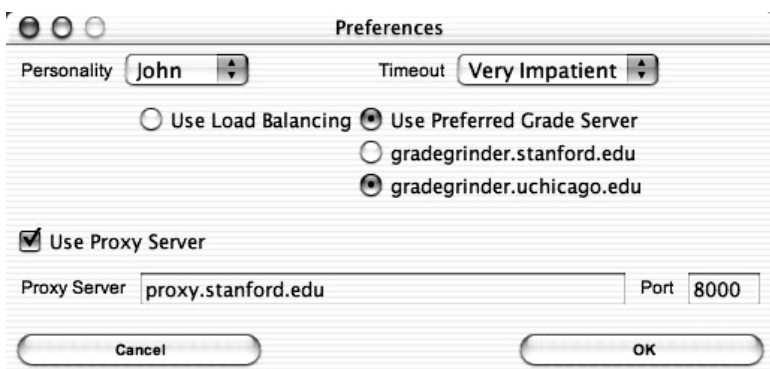 Preferences
Personality John Timeout Very Impatient
Use Load Balancing Use Preferred Grade Server
gradegrinder.stanford.edu
gradegrinder.uchicago.edu
Use Proxy Server
Proxy Server proxy.stanford.edu Port 8000
Cancel OK